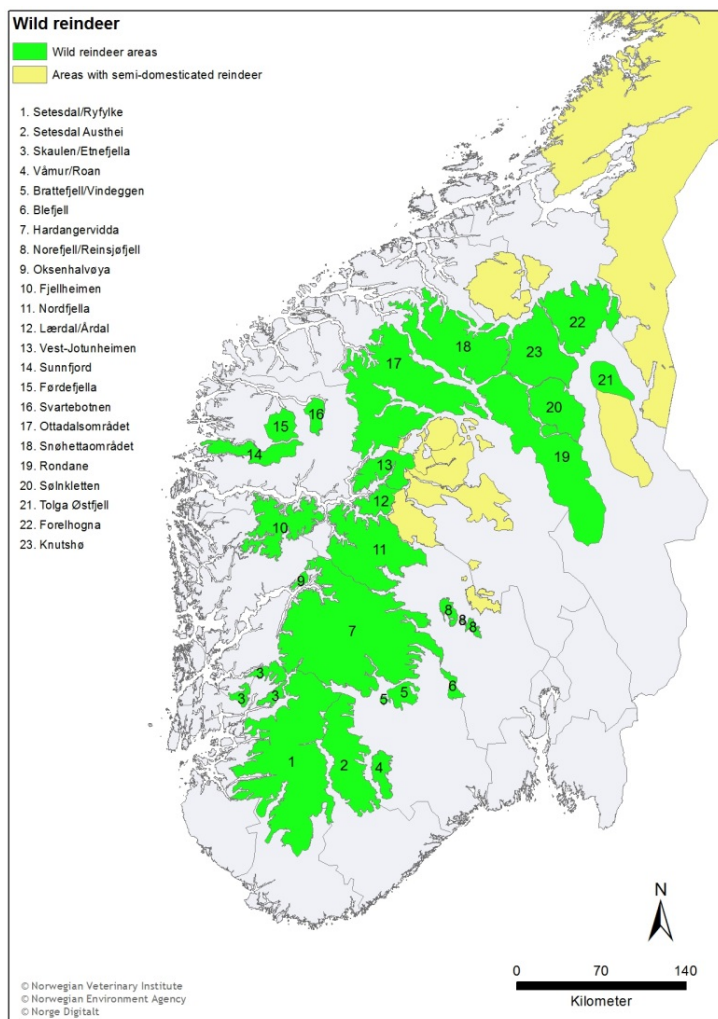 Wild reindeer
Wild reindeer areas
Areas with semi-domesticated reindeer
1. Setesdal/Ryfylke
2. Setesdal Austhei
3. Skaulen/Etnefjella
4. Våmur/Roan
5. Brattefjell/Vindeggen
6. Blefjell
7. Hardangervidda
8. Norefjell/Reinsjøfjell
9. Oksenhalvøya
10. Fjellheimen
11. Nordfjella
12. Lærdal/Årdal
13. Vest-Jotunheimen
14. Sunnfjord
15. Førdefjella
16. Svartebotnen
17. Ottadalsområdet
18. Snøhettaområdet
19. Rondane
20. Sølnkletten
21. Tolga Østfjell
22. Forelhogna
23. Knutshø
22
18
23
17
21
20
16
15
19
14
13
12
10
11
9
8
7
8
8
3
6
3
3
5
5
1
2
4
N
0 70 140
Kilometer
© Norwegian Veterinary Institute
© Norwegian Environment Agency
© Norge Digitalt